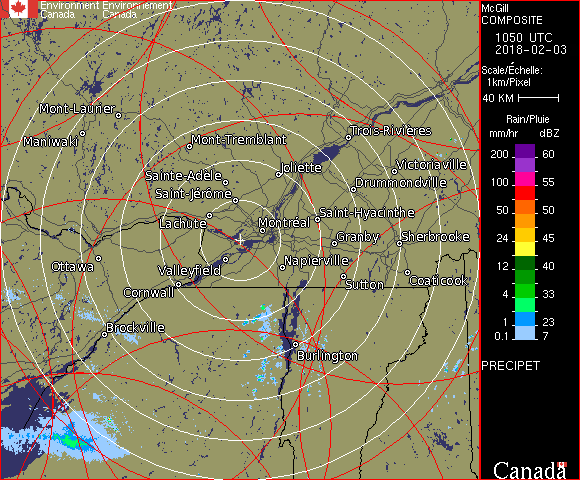 Environment Environnement
Canada Canada
McGill
COMPOSITE
1050 UTC
2018-02-03
Scale/Échelle:
1km/Pixel
40 KM
Rain/Pluie
mm/hr dBZ
200 60
100 55
50 50
24 45
12 40
4 33
1 23
0.1 7
PRECIPET
Canada
Mont-Laurier
Maniwaki
Mont-Tremblant
Trois-Rivières
Sainte-Adèle
Joliette
Victoriaville
Saint-Jérôme
Drummondville
Lachute
Montréal
Saint-Hyacinthe
Granby
Sherbrooke
Ottawa
Valleyfield
Napierville
Cornwall
Sutton
Coaticook
Brockville
Burlington